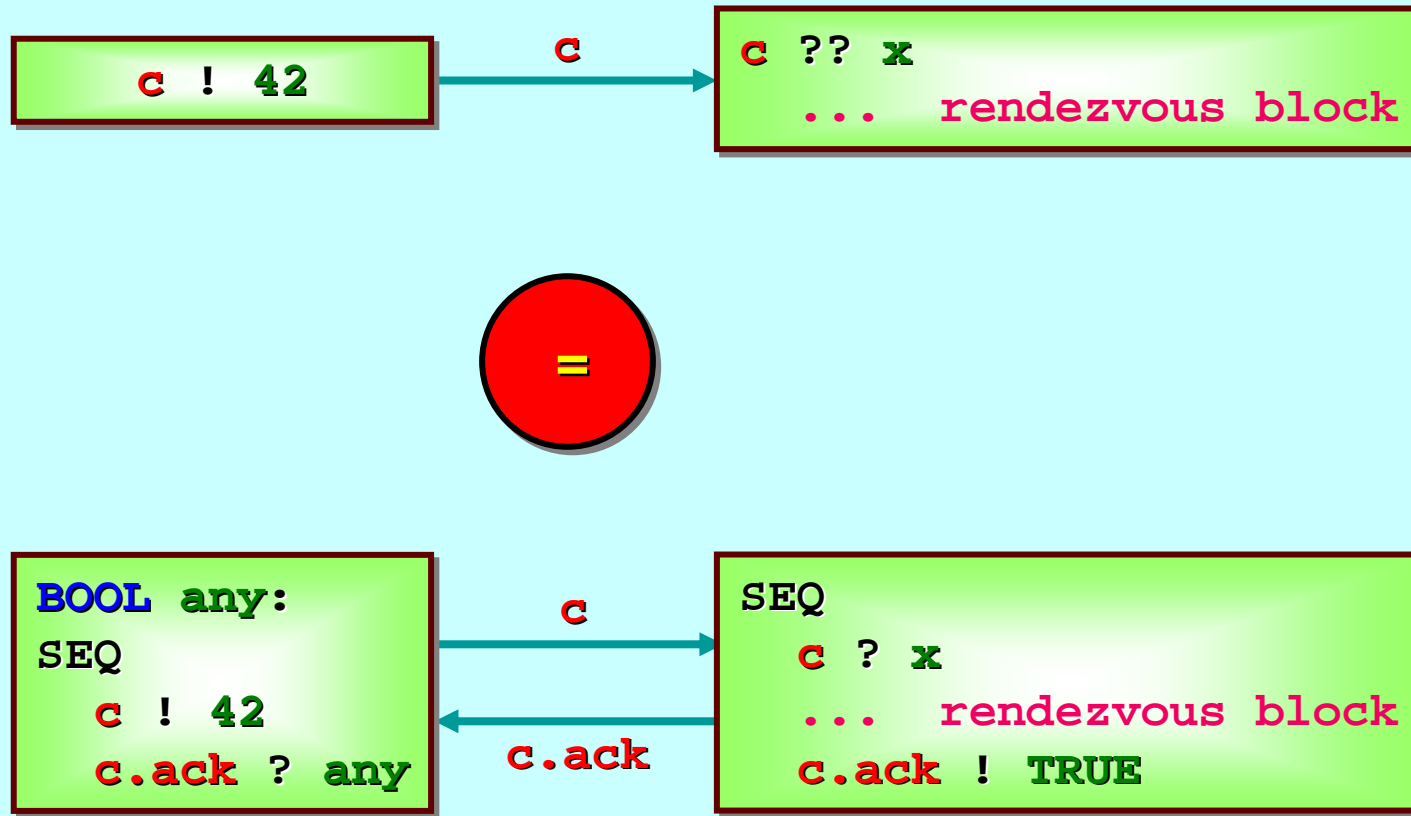 c ! 42
c
c ?? x
... rendezvous block
=
BOOL any:
SEQ
c ! 42
c.ack ? any
c
c.ack
SEQ
c ? x
... rendezvous block
c.ack ! TRUE